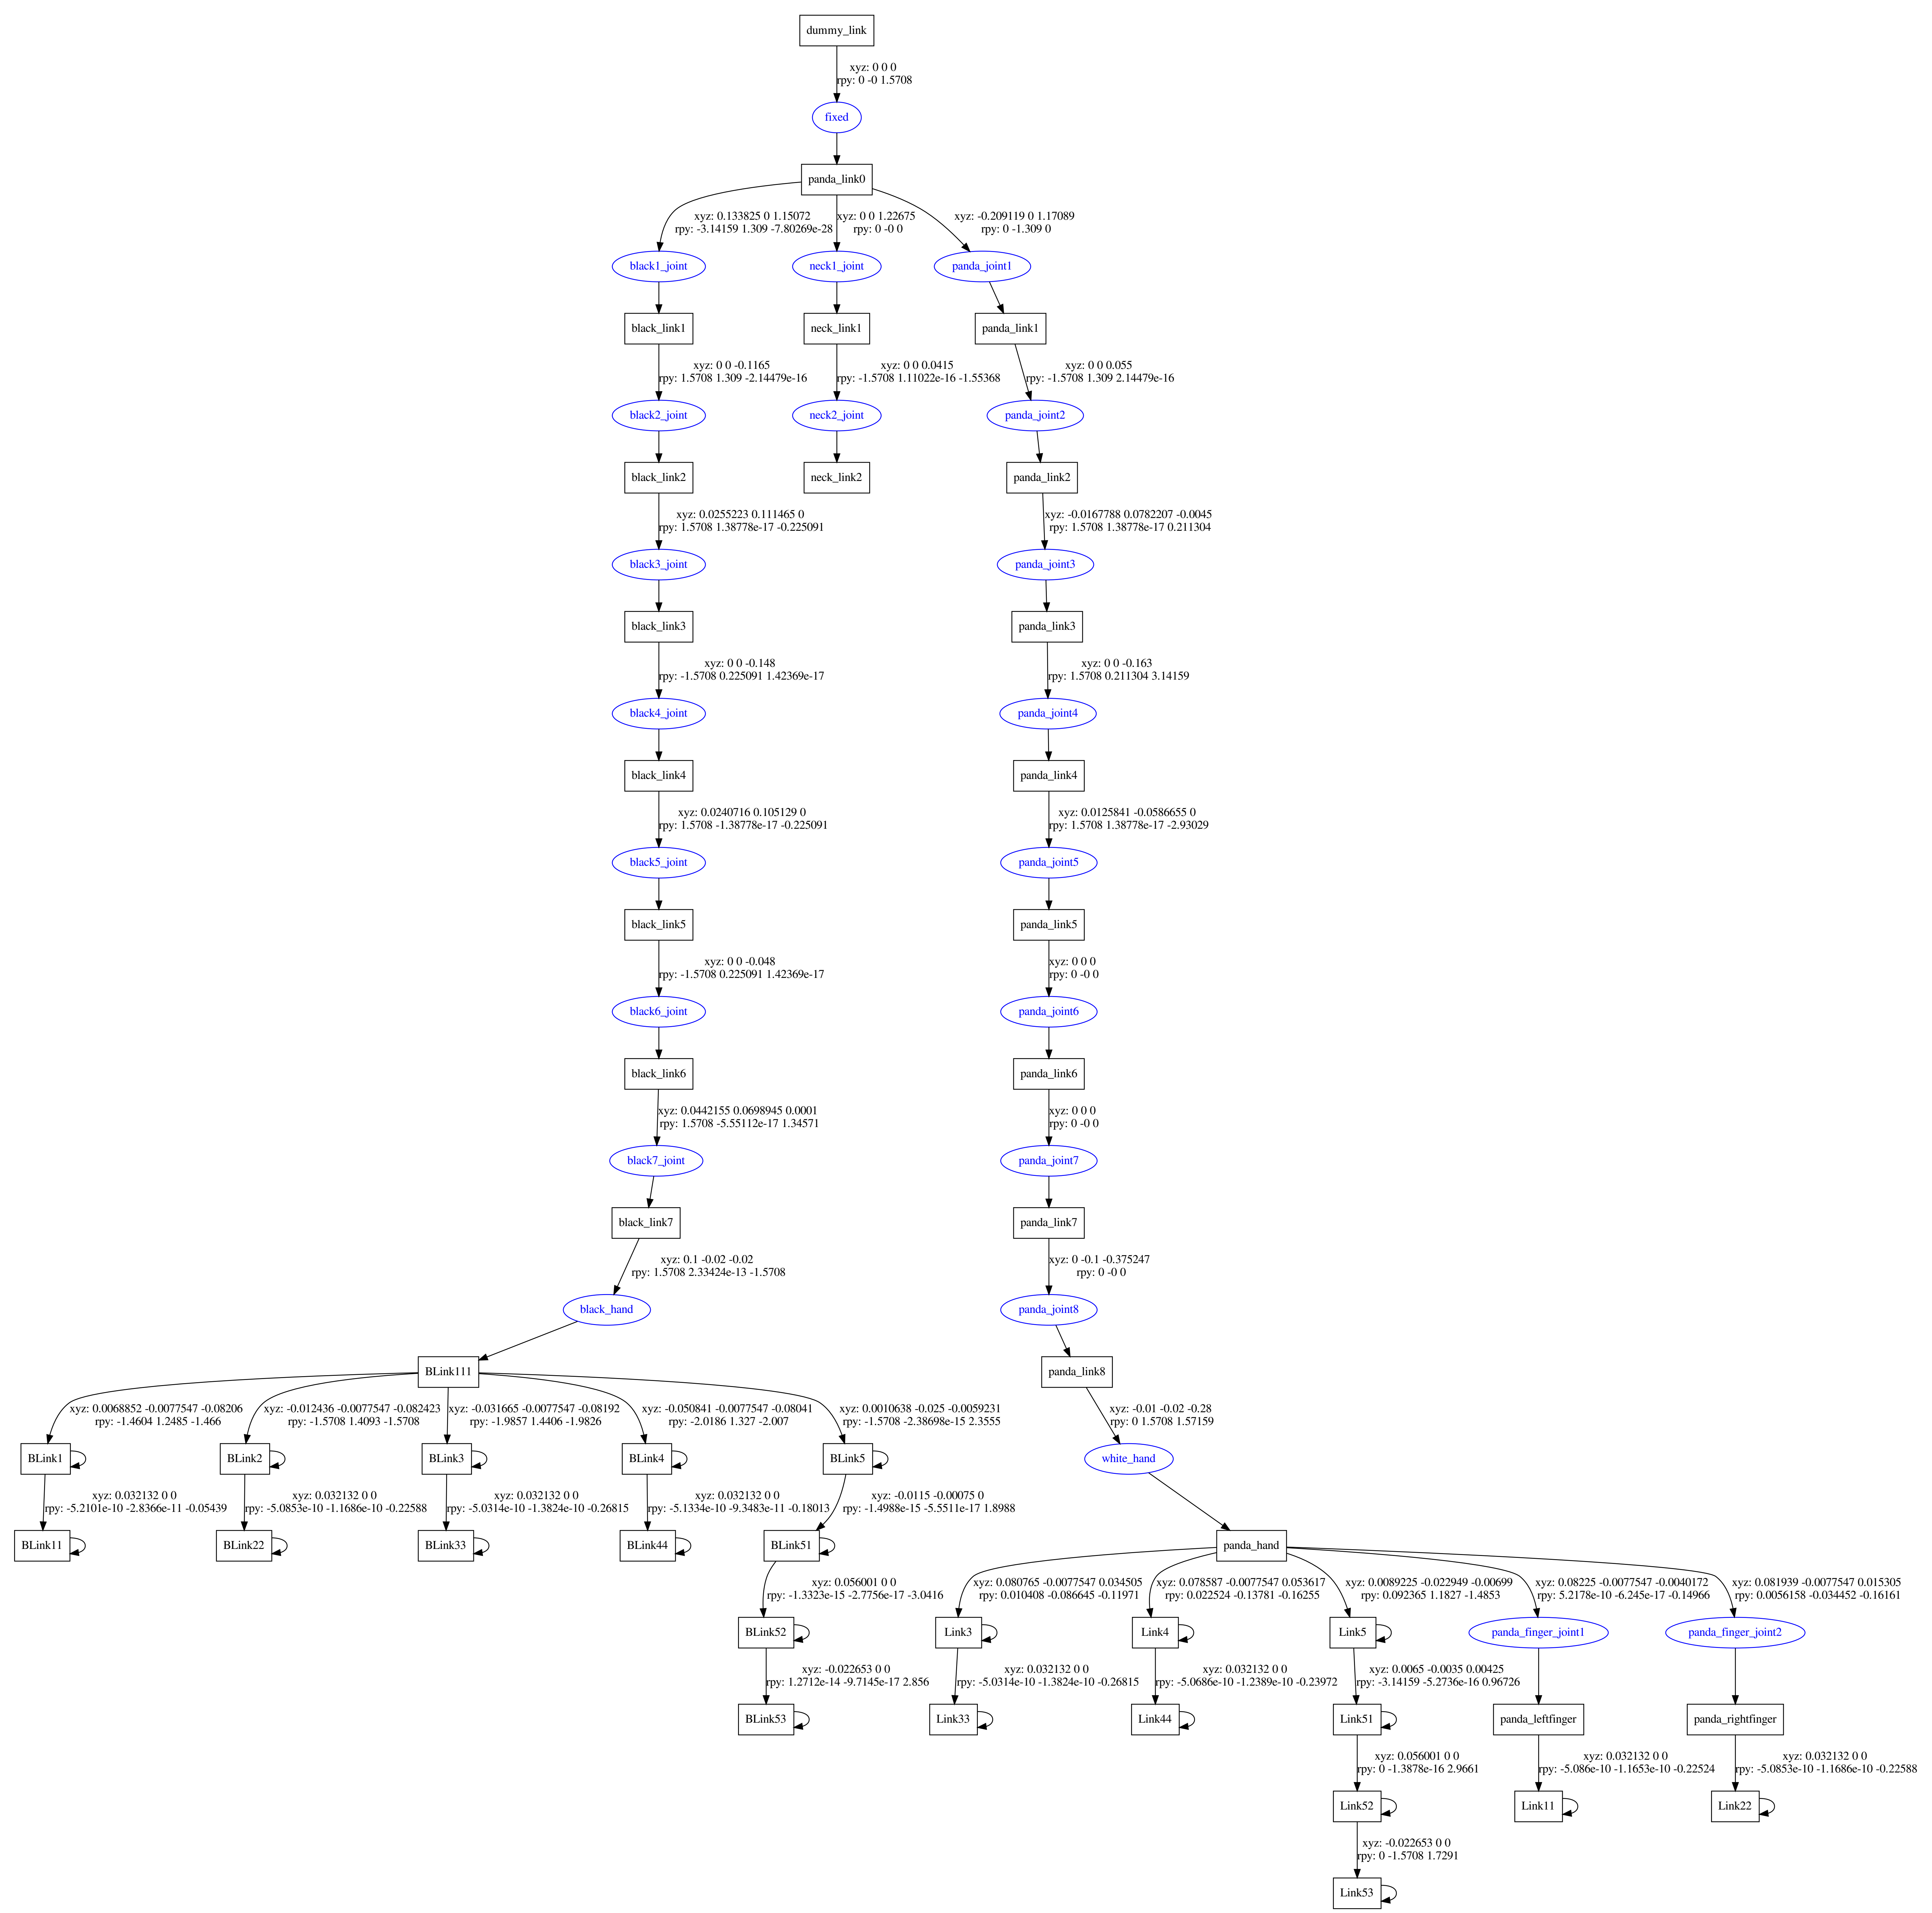 dummy_link
xyz: 0 0 0
rpy: 0 -0 1.5708
fixed
panda_link0
xyz: 0.133825 0 1.15072
rpy: -3.14159 1.309 -7.80269e-28
xyz: 0 0 1.22675
rpy: 0 -0 0
xyz: -0.209119 0 1.17089
rpy: 0 -1.309 0
black1_joint
neck1_joint
panda_joint1
black_link1
neck_link1
panda_link1
xyz: 0 0 -0.1165
rpy: 1.5708 1.309 -2.14479e-16
xyz: 0 0 0.0415
rpy: -1.5708 1.11022e-16 -1.55368
xyz: 0 0 0.055
rpy: -1.5708 1.309 2.14479e-16
black2_joint
neck2_joint
panda_joint2
black_link2
neck_link2
panda_link2
xyz: 0.0255223 0.111465 0
rpy: 1.5708 1.38778e-17 -0.225091
xyz: -0.0167788 0.0782207 -0.0045
rpy: 1.5708 1.38778e-17 0.211304
black3_joint
panda_joint3
black_link3
panda_link3
xyz: 0 0 -0.148
rpy: -1.5708 0.225091 1.42369e-17
xyz: 0 0 -0.163
rpy: 1.5708 0.211304 3.14159
black4_joint
panda_joint4
black_link4
panda_link4
xyz: 0.0240716 0.105129 0
rpy: 1.5708 -1.38778e-17 -0.225091
xyz: 0.0125841 -0.0586655 0
rpy: 1.5708 1.38778e-17 -2.93029
black5_joint
panda_joint5
black_link5
panda_link5
xyz: 0 0 -0.048
rpy: -1.5708 0.225091 1.42369e-17
xyz: 0 0 0
rpy: 0 -0 0
black6_joint
panda_joint6
black_link6
panda_link6
xyz: 0.0442155 0.0698945 0.0001
rpy: 1.5708 -5.55112e-17 1.34571
xyz: 0 0 0
rpy: 0 -0 0
black7_joint
panda_joint7
black_link7
panda_link7
xyz: 0.1 -0.02 -0.02
rpy: 1.5708 2.33424e-13 -1.5708
xyz: 0 -0.1 -0.375247
rpy: 0 -0 0
black_hand
panda_joint8
BLink111
panda_link8
xyz: 0.0068852 -0.0077547 -0.08206
rpy: -1.4604 1.2485 -1.466
xyz: -0.012436 -0.0077547 -0.082423
rpy: -1.5708 1.4093 -1.5708
xyz: -0.031665 -0.0077547 -0.08192
rpy: -1.9857 1.4406 -1.9826
xyz: -0.050841 -0.0077547 -0.08041
rpy: -2.0186 1.327 -2.007
xyz: 0.0010638 -0.025 -0.0059231
rpy: -1.5708 -2.38698e-15 2.3555
xyz: -0.01 -0.02 -0.28
rpy: 0 1.5708 1.57159
BLink1
BLink2
BLink3
BLink4
BLink5
white_hand
xyz: 0.032132 0 0
rpy: -5.2101e-10 -2.8366e-11 -0.05439
xyz: 0.032132 0 0
rpy: -5.0853e-10 -1.1686e-10 -0.22588
xyz: 0.032132 0 0
rpy: -5.0314e-10 -1.3824e-10 -0.26815
xyz: 0.032132 0 0
rpy: -5.1334e-10 -9.3483e-11 -0.18013
xyz: -0.0115 -0.00075 0
rpy: -1.4988e-15 -5.5511e-17 1.8988
BLink11
BLink22
BLink33
BLink44
BLink51
panda_hand
xyz: 0.056001 0 0
rpy: -1.3323e-15 -2.7756e-17 -3.0416
xyz: 0.080765 -0.0077547 0.034505
rpy: 0.010408 -0.086645 -0.11971
xyz: 0.078587 -0.0077547 0.053617
rpy: 0.022524 -0.13781 -0.16255
xyz: 0.0089225 -0.022949 -0.00699
rpy: 0.092365 1.1827 -1.4853
xyz: 0.08225 -0.0077547 -0.0040172
rpy: 5.2178e-10 -6.245e-17 -0.14966
xyz: 0.081939 -0.0077547 0.015305
rpy: 0.0056158 -0.034452 -0.16161
BLink52
Link3
Link4
Link5
panda_finger_joint1
panda_finger_joint2
xyz: -0.022653 0 0
rpy: 1.2712e-14 -9.7145e-17 2.856
xyz: 0.032132 0 0
rpy: -5.0314e-10 -1.3824e-10 -0.26815
xyz: 0.032132 0 0
rpy: -5.0686e-10 -1.2389e-10 -0.23972
xyz: 0.0065 -0.0035 0.00425
rpy: -3.14159 -5.2736e-16 0.96726
BLink53
Link33
Link44
Link51
panda_leftfinger
panda_rightfinger
xyz: 0.056001 0 0
rpy: 0 -1.3878e-16 2.9661
xyz: 0.032132 0 0
rpy: -5.086e-10 -1.1653e-10 -0.22524
xyz: 0.032132 0 0
rpy: -5.0853e-10 -1.1686e-10 -0.22588
Link52
Link11
Link22
xyz: -0.022653 0 0
rpy: 0 -1.5708 1.7291
Link53